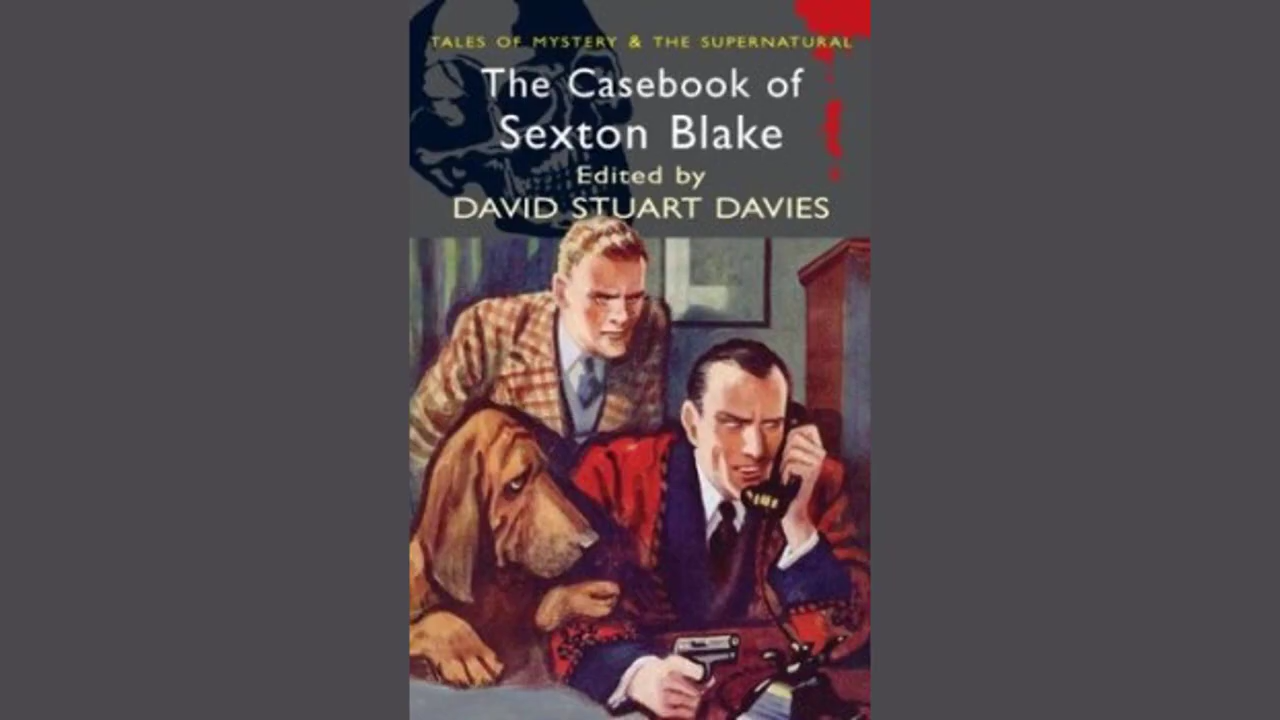 TALES OF MYSTERY & THE SUPERNATURAL
The Casebook of
Sexton Blake
Edited by
DAVID STUART DAVIES